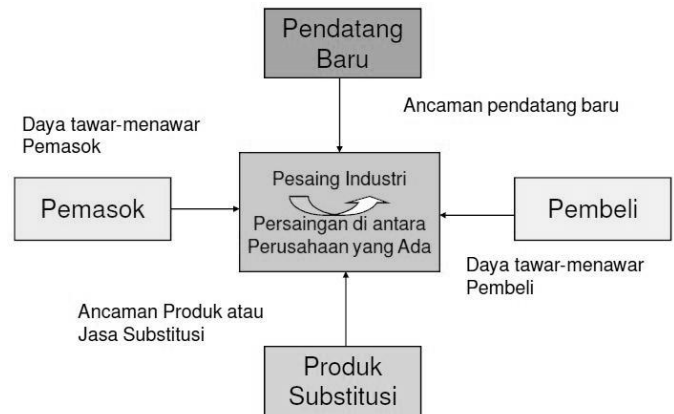 Pendatang
Baru
Ancaman pendatang baru
Daya tawar-menawar
Pemasok
Pemasok
Pesaing Industri
Persaingan di antara
Perusahaan yang Ada
Pembeli
Daya tawar-menawar
Pembeli
Ancaman Produk atau
Jasa Substitusi
Produk
Substitusi